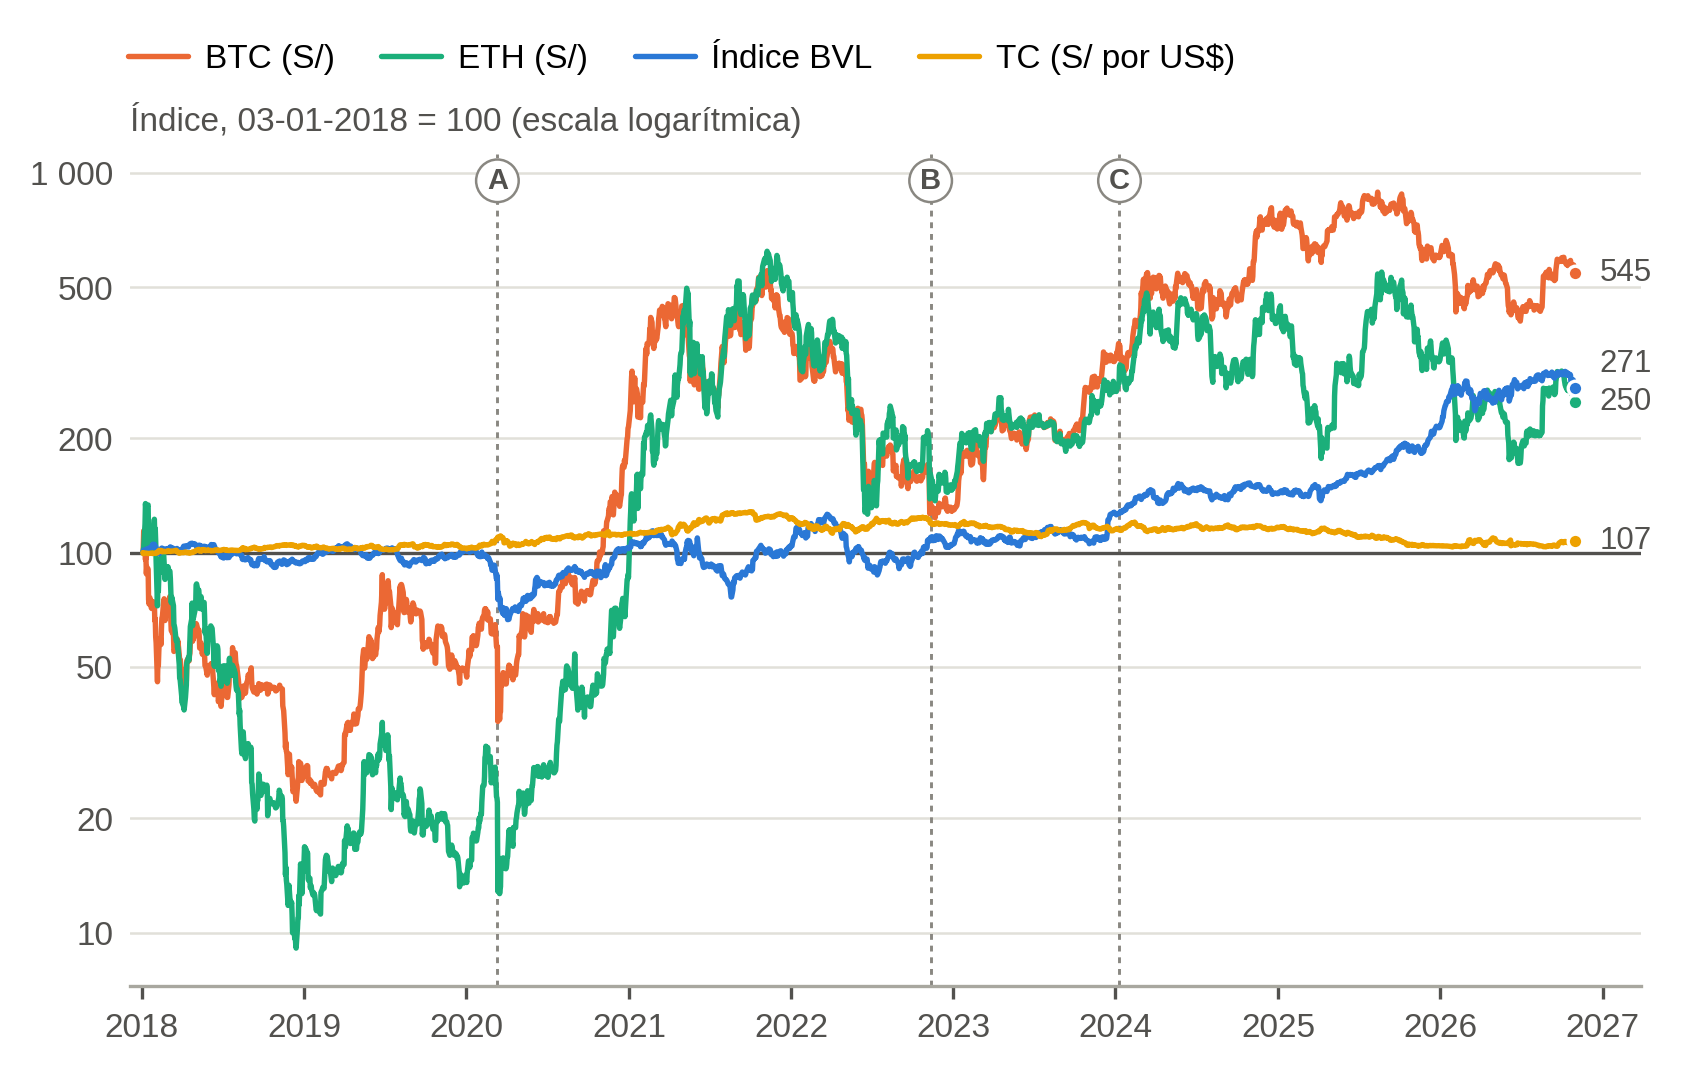 BTC (S/) ETH (S/) Índice BVL TC (S/ por US$)
Índice, 03-01-2018 = 100 (escala logarítmica)
1 000
A B C
500
545
271
250
200
107
100
50
20
10
2018 2019 2020 2021 2022 2023 2024 2025 2026 2027